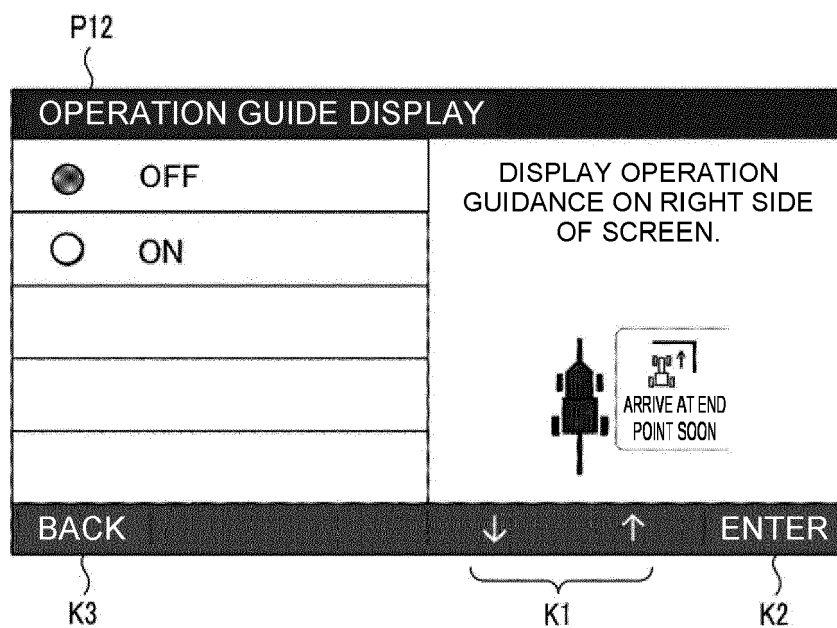 P12
OPERATION GUIDE DISPLAY
OFF
ON
DISPLAY OPERATION
GUIDANCE ON RIGHT SIDE
OF SCREEN.
ARRIVE AT END
POINT SOON
BACK
↓
↑
ENTER
K3
K1
K2